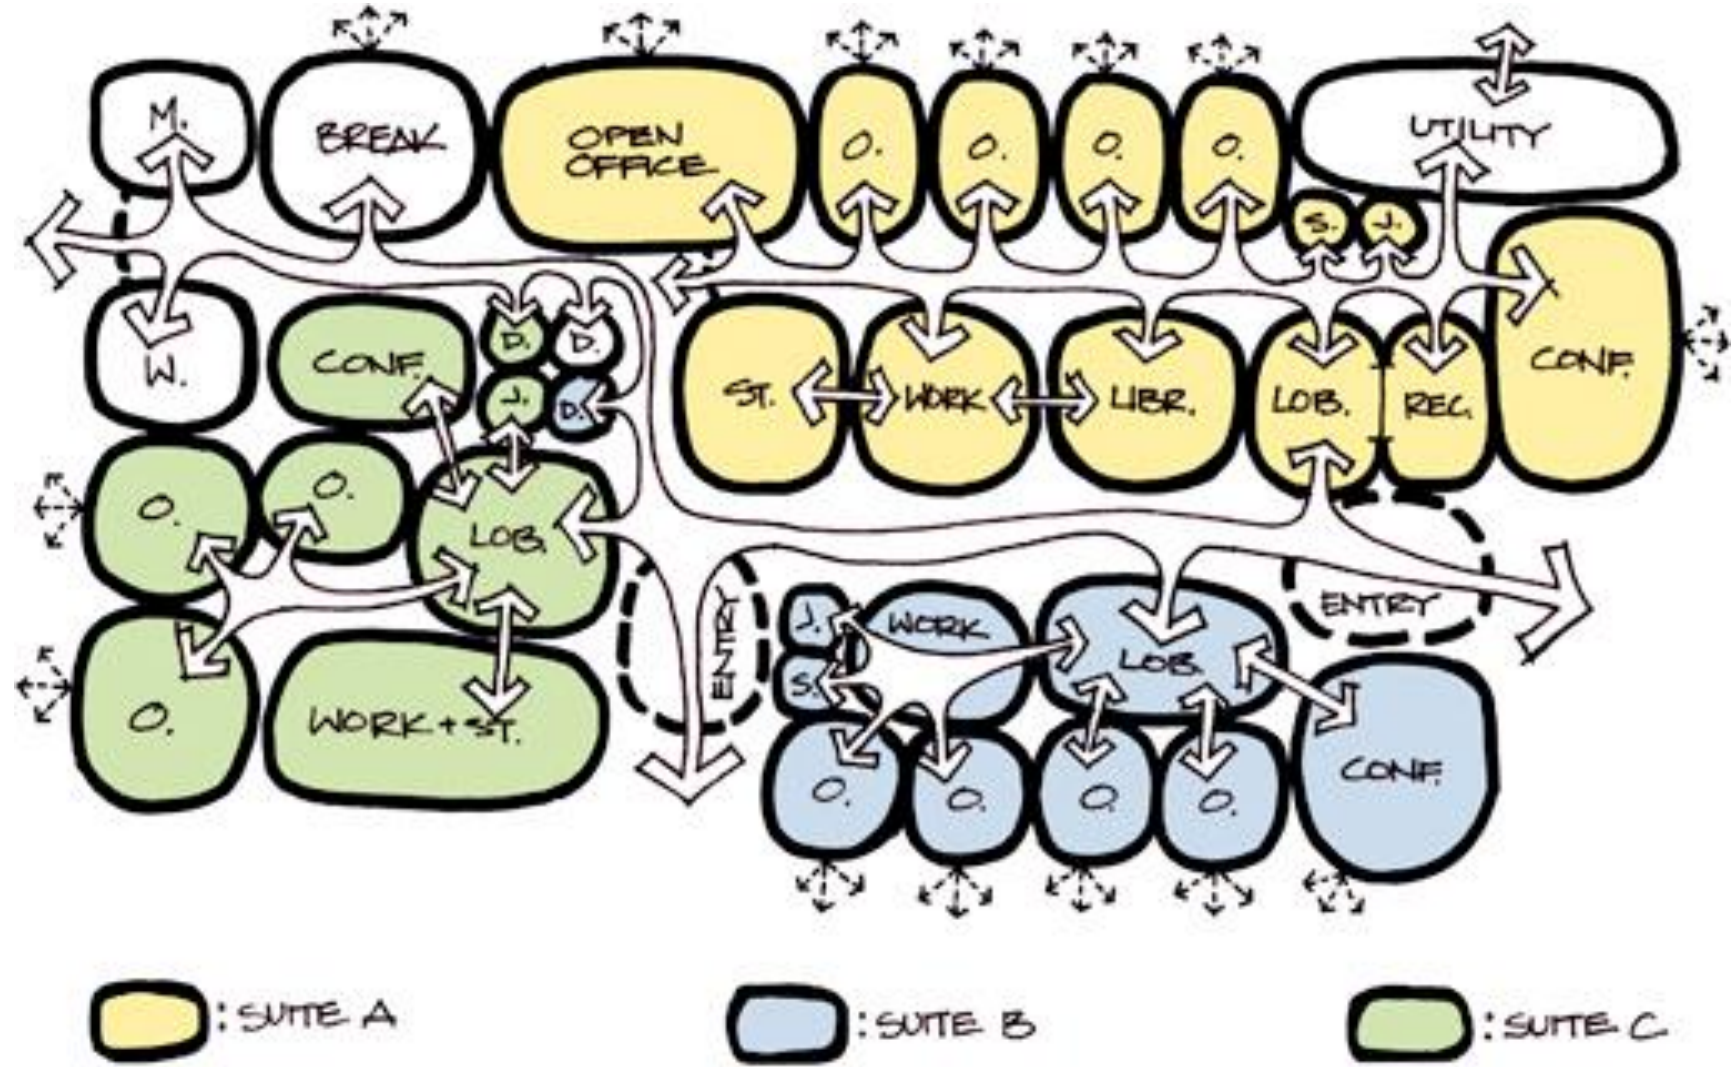 M.
BREAK
OPEN
OFFICE
O.
O.
O.
O.
UTILITY
S.
J.
W.
CONF.
D.
D.
J.
D.
ST.
WORK
LIBR.
LOB.
REC.
CONF.
O.
O.
LOB.
ENTRY
J.
WORK
S.
LOB.
ENTRY
O.
WORK + ST.
O.
O.
O.
O.
CONF.
: SUITE A
: SUITE B
: SUITE C